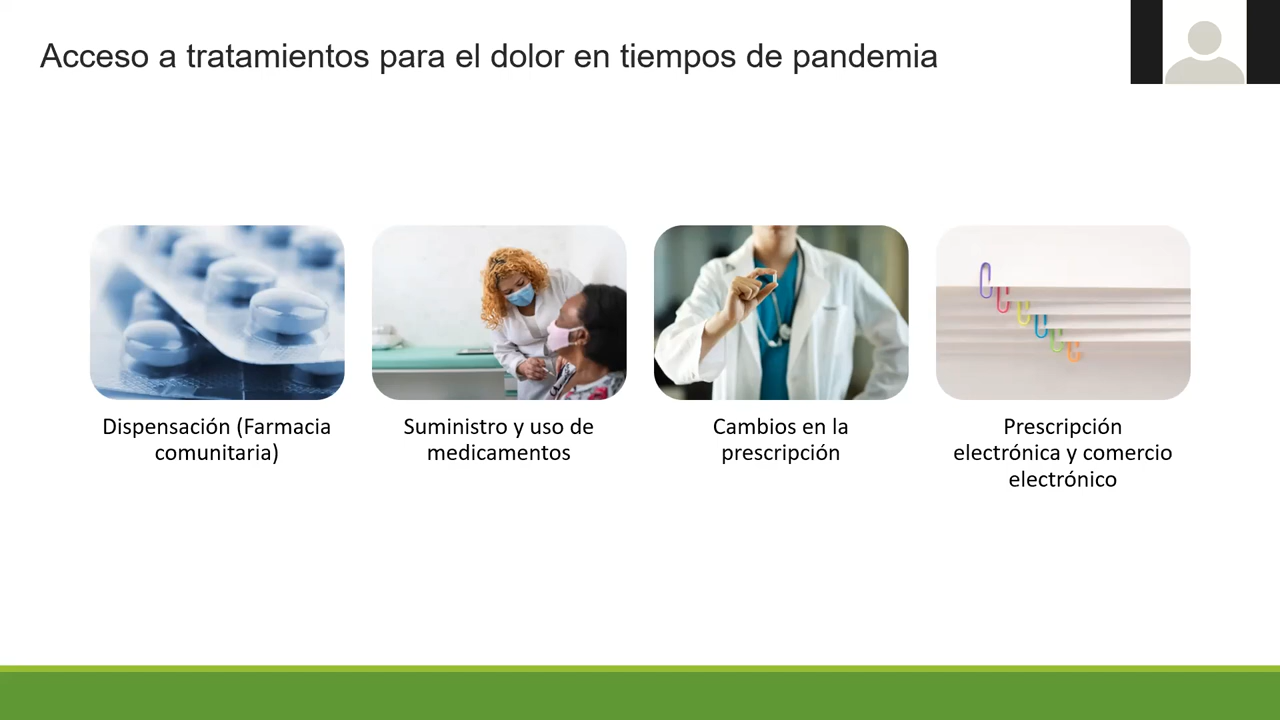 Acceso a tratamientos para el dolor en tiempos de pandemia
Dispensación (Farmacia
comunitaria)
Suministro y uso de
medicamentos
Cambios en la
prescripción
Prescripción
electrónica y comercio
electrónico